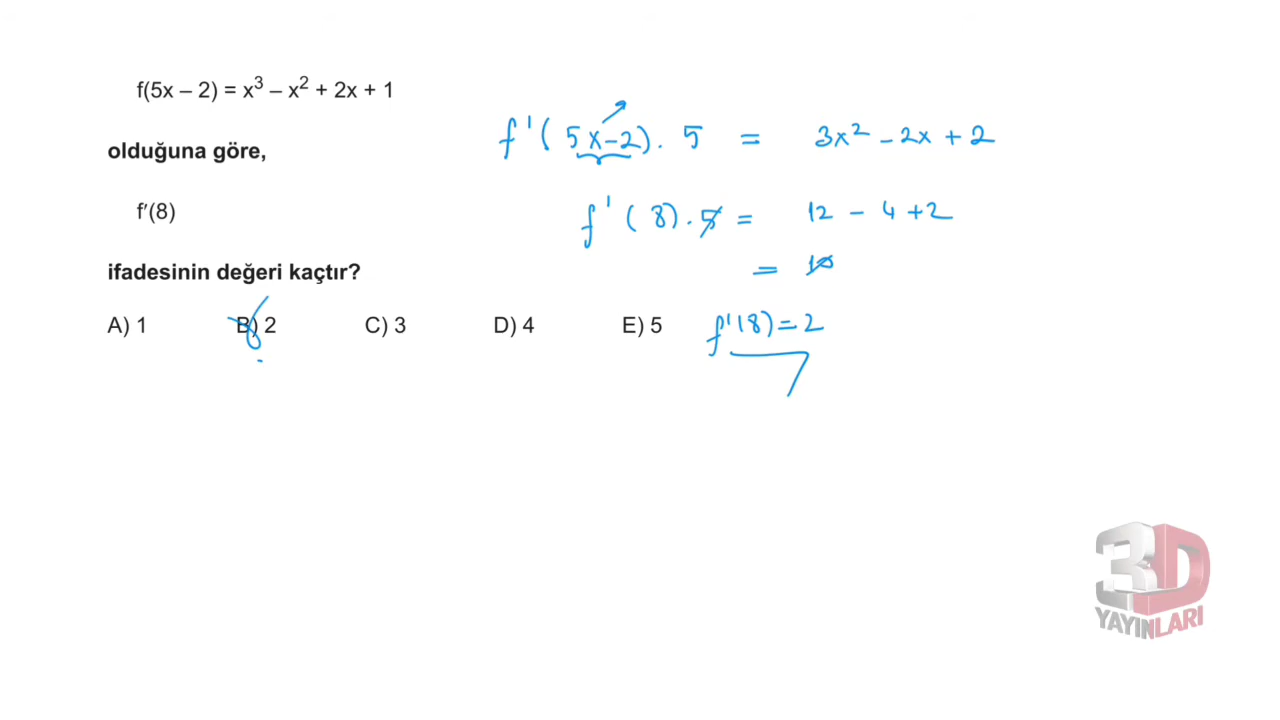 f(5x – 2) = x³ – x² + 2x + 1
olduğuna göre,
f′(8)
ifadesinin değeri kaçtır?
A) 1 B) 2 C) 3 D) 4 E) 5
f'(5x-2). 5 = 3x² - 2x + 2
f'(8). 5 = 12 - 4 + 2
= 10
f'(8) = 2
3D
YAYINLARI